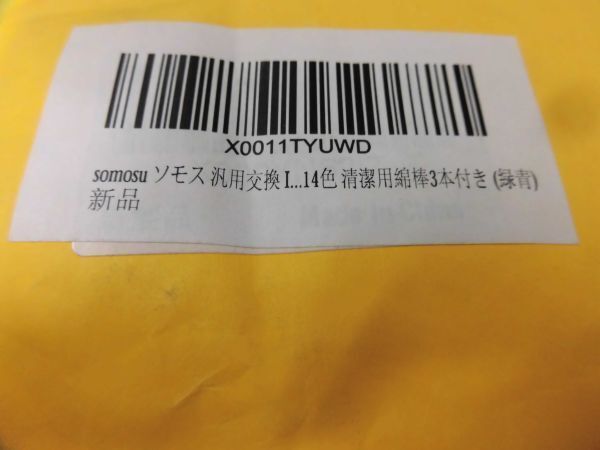 X0011TYUWD
somosu ソモス 汎用交換 I...14色 清潔用綿棒3本付き (緑青)
新品